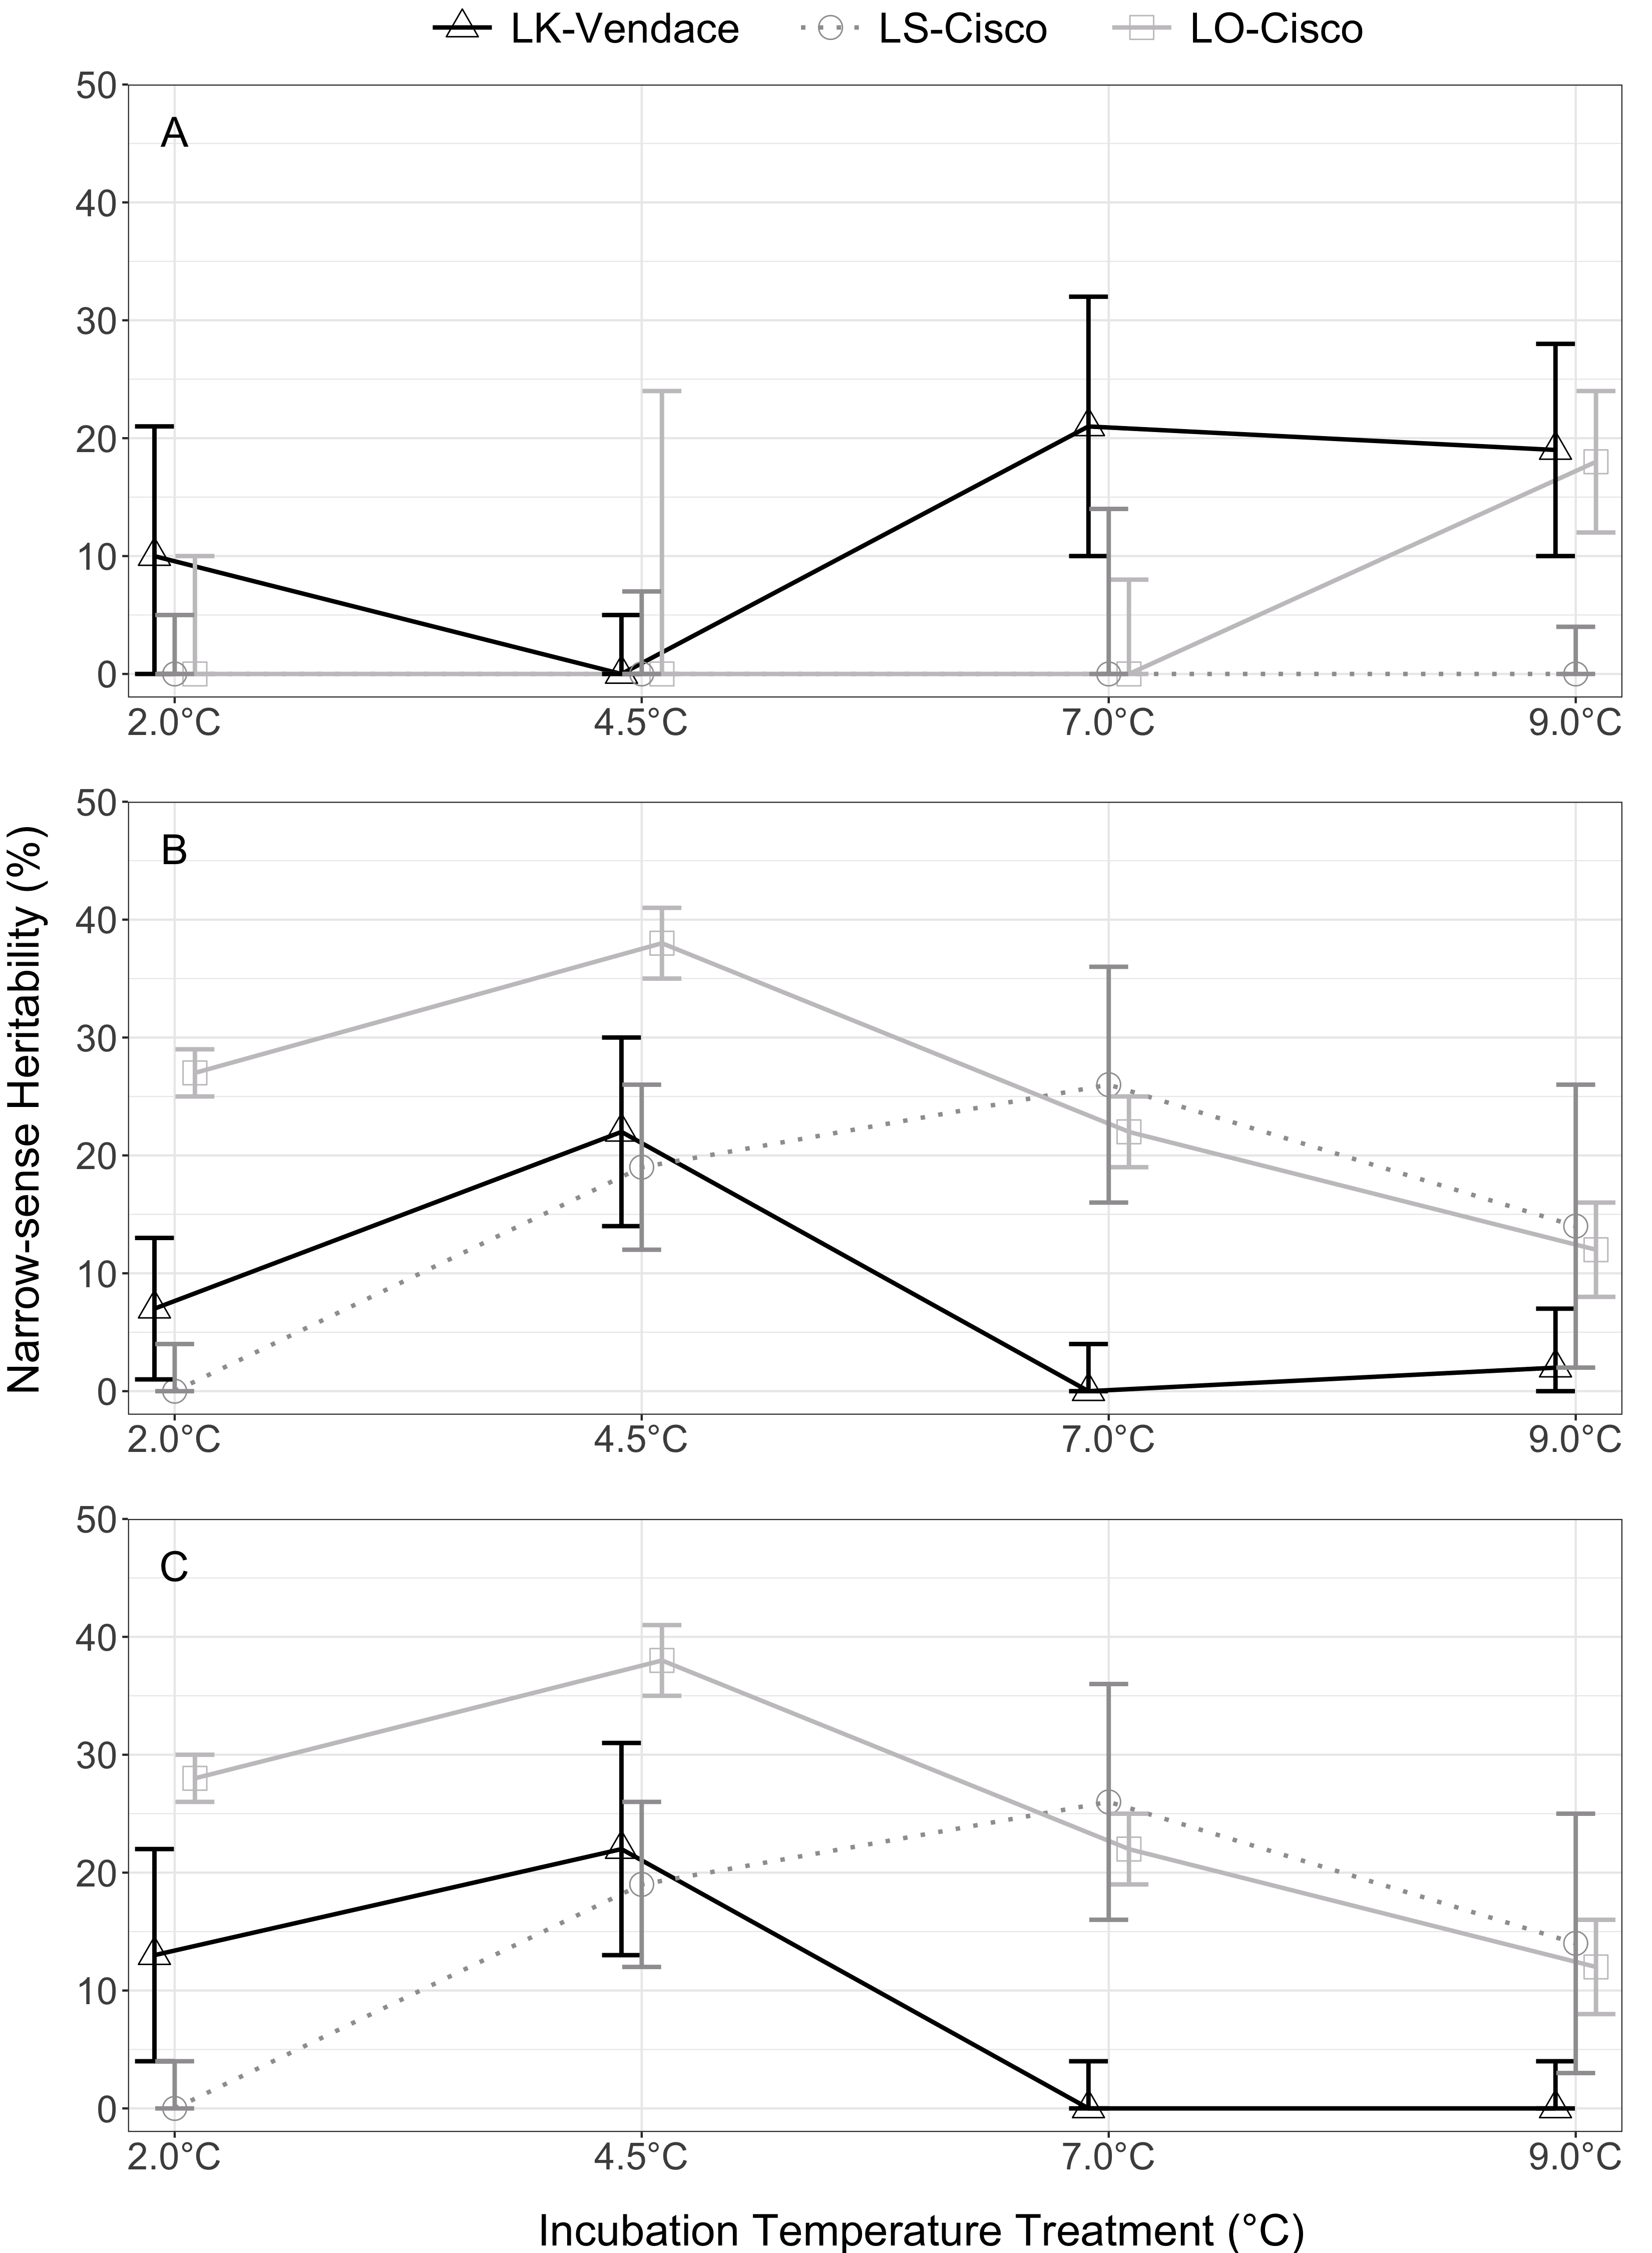 LK-Vendace LS-Cisco LO-Cisco
A
50
40
30
20
10
0
2.0°C 4.5°C 7.0°C 9.0°C
B
50
40
30
20
10
0
2.0°C 4.5°C 7.0°C 9.0°C
Narrow-sense Heritability (%)
C
50
40
30
20
10
0
2.0°C 4.5°C 7.0°C 9.0°C
Incubation Temperature Treatment (°C)